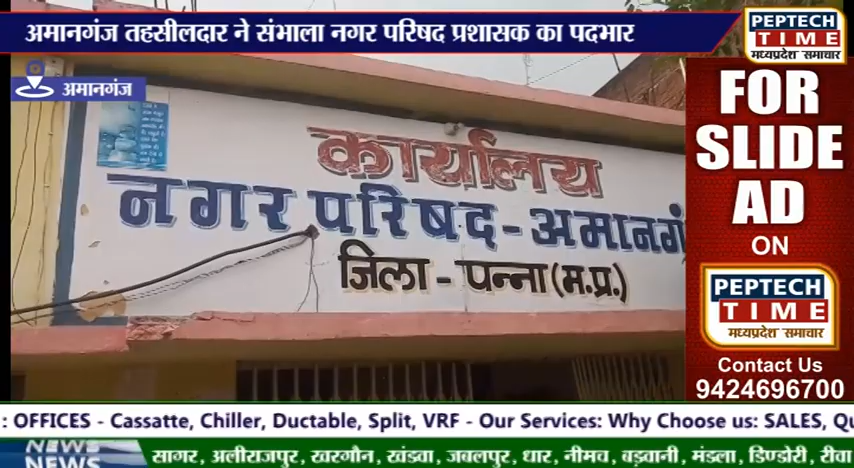 अमानगंज तहसीलदार ने संभाला नगर परिषद प्रशासक का पदभार
PEPTECH
TIME
मध्यप्रदेश समाचार
अमानगंज
कार्यालय
नगर परिषद - अमानगं
जिला - पन्ना (म.प्र.)
FOR
SLIDE
AD
ON
PEPTECH
TIME
मध्यप्रदेश समाचार
Contact Us
9424696700
: OFFICES - Cassatte, Chiller, Ductable, Split, VRF - Our Services: Why Choose us: SALES, Qu
NEWS
NEWS
सागर, अलीराजपुर, खरगौन, खंडवा, जबलपुर, धार, नीमच, बड़वानी, मंडला, डिण्डोरी, रीवा